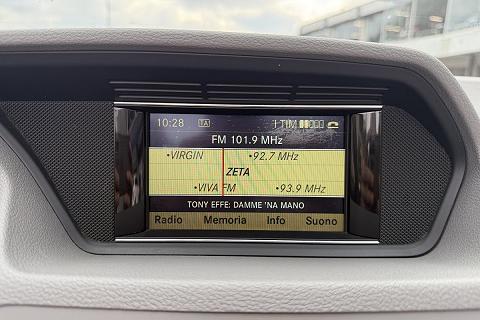 10:28 TA I TIM
FM 101.9 MHz
•VIRGIN •92.7 MHz
ZETA
•VIVA FM •93.9 MHz
TONY EFFE: DAMME 'NA MANO
Radio Memoria Info Suono